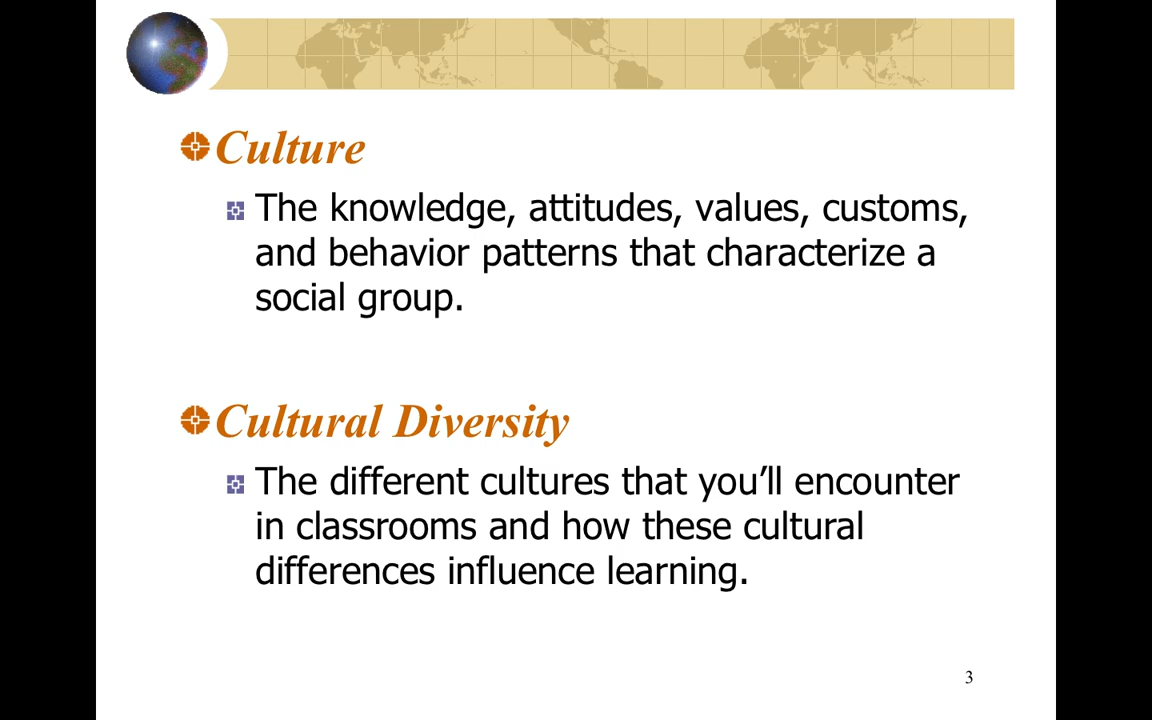 Culture
The knowledge, attitudes, values, customs,
and behavior patterns that characterize a
social group.
Cultural Diversity
The different cultures that you’ll encounter
in classrooms and how these cultural
differences influence learning.
3